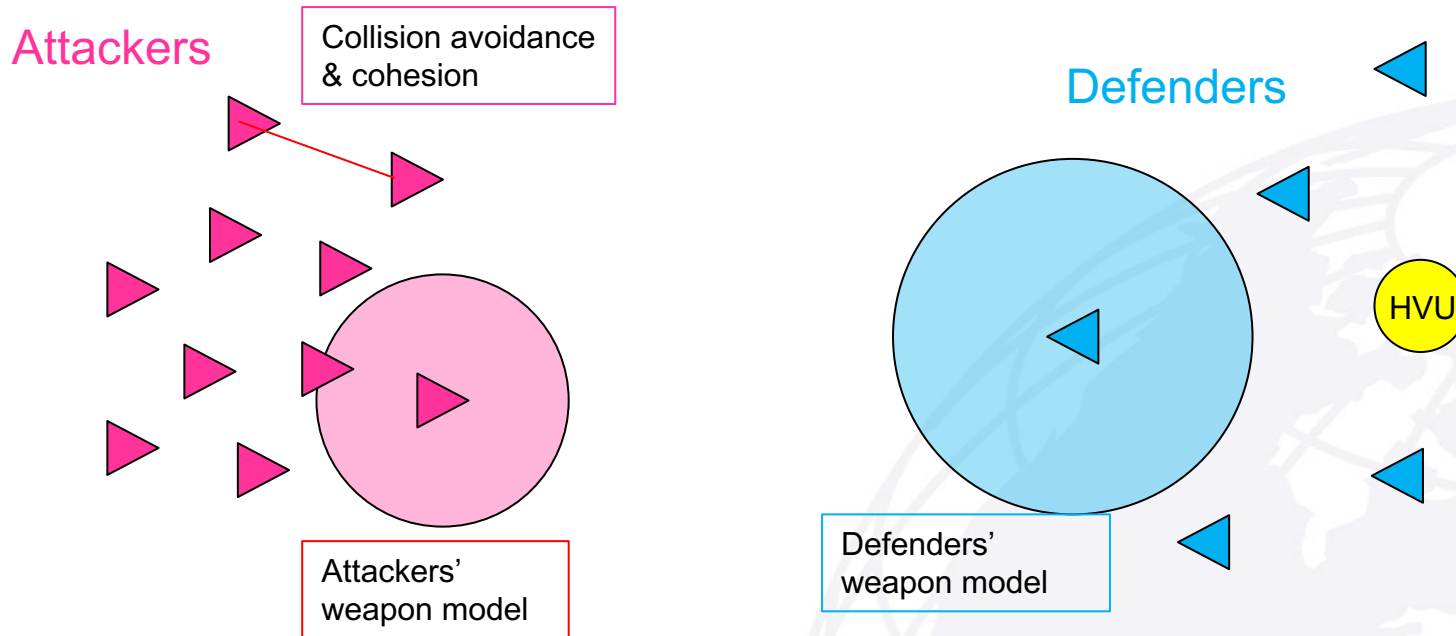 Attackers
Collision avoidance
& cohesion
Defenders
HVU
Attackers’
weapon model
Defenders’
weapon model